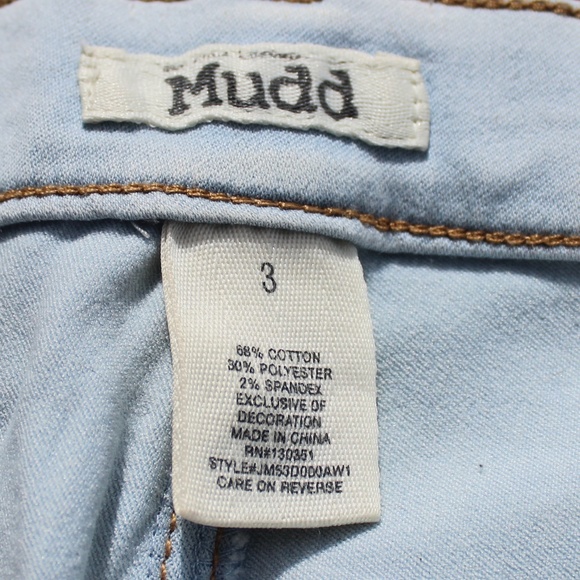 Mudd
3
68% COTTON
30% POLYESTER
2% SPANDEX
EXCLUSIVE OF
DECORATION
MADE IN CHINA
RN#130351
STYLE#JM53D000AW1
CARE ON REVERSE